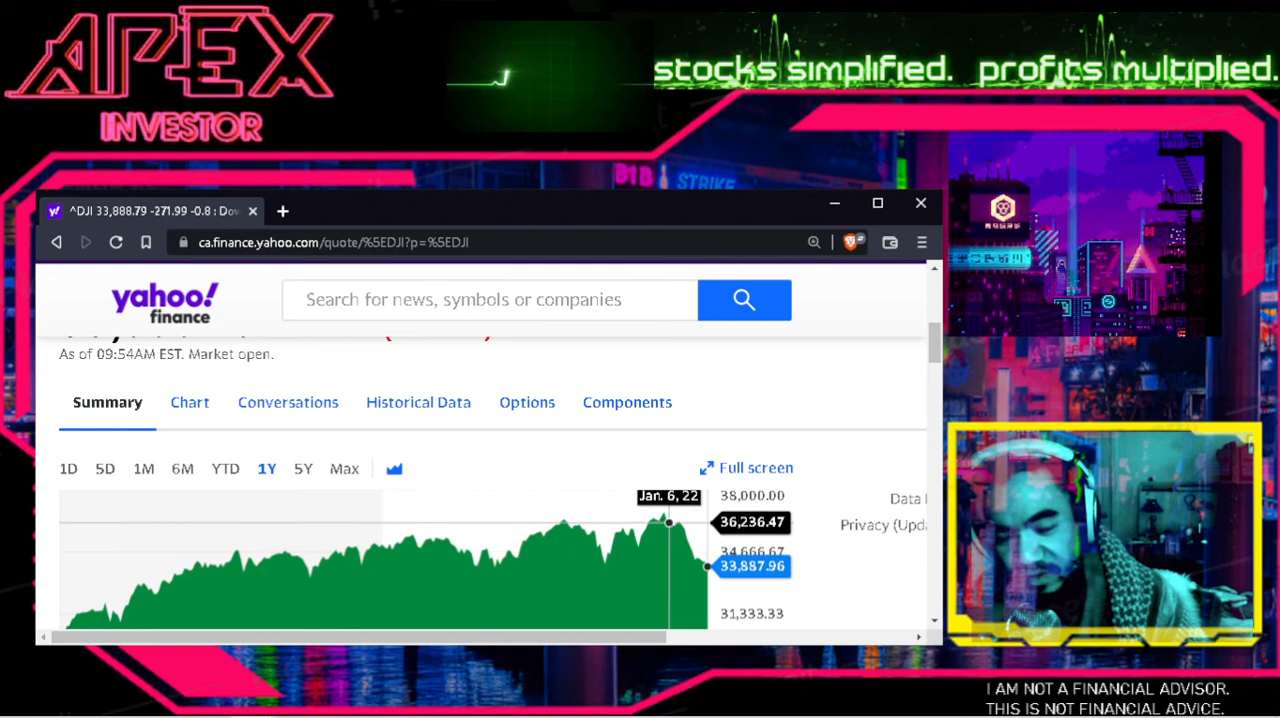 APEX
INVESTOR
stocks simplified. profits multiplied.
B1B
STRIKE
^DJI 33,888.79 -271.99 -0.8 : Dov
ca.finance.yahoo.com/quote/%5EDJI?p=%5EDJI
yahoo!
finance
Search for news, symbols or companies
As of 09:54AM EST. Market open.
Summary Chart Conversations Historical Data Options Components
1D 5D 1M 6M YTD 1Y 5Y Max Full screen
Jan. 6, 22
38,000.00
36,236.47
34,666.67
33,887.96
31,333.33
Data
Privacy (Upda
I AM NOT A FINANCIAL ADVISOR.
THIS IS NOT FINANCIAL ADVICE.